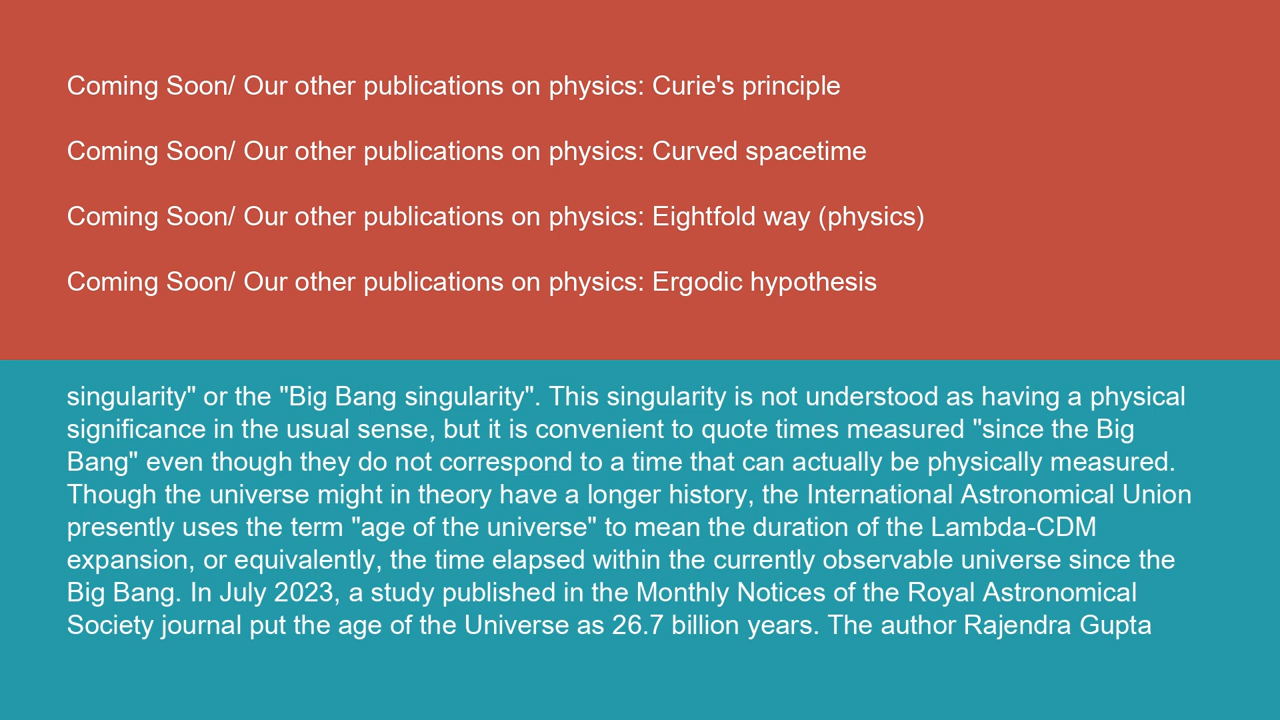 Coming Soon/ Our other publications on physics: Curie's principle
Coming Soon/ Our other publications on physics: Curved spacetime
Coming Soon/ Our other publications on physics: Eightfold way (physics)
Coming Soon/ Our other publications on physics: Ergodic hypothesis
singularity" or the "Big Bang singularity". This singularity is not understood as having a physical
significance in the usual sense, but it is convenient to quote times measured "since the Big
Bang" even though they do not correspond to a time that can actually be physically measured.
Though the universe might in theory have a longer history, the International Astronomical Union
presently uses the term "age of the universe" to mean the duration of the Lambda-CDM
expansion, or equivalently, the time elapsed within the currently observable universe since the
Big Bang. In July 2023, a study published in the Monthly Notices of the Royal Astronomical
Society journal put the age of the Universe as 26.7 billion years. The author Rajendra Gupta